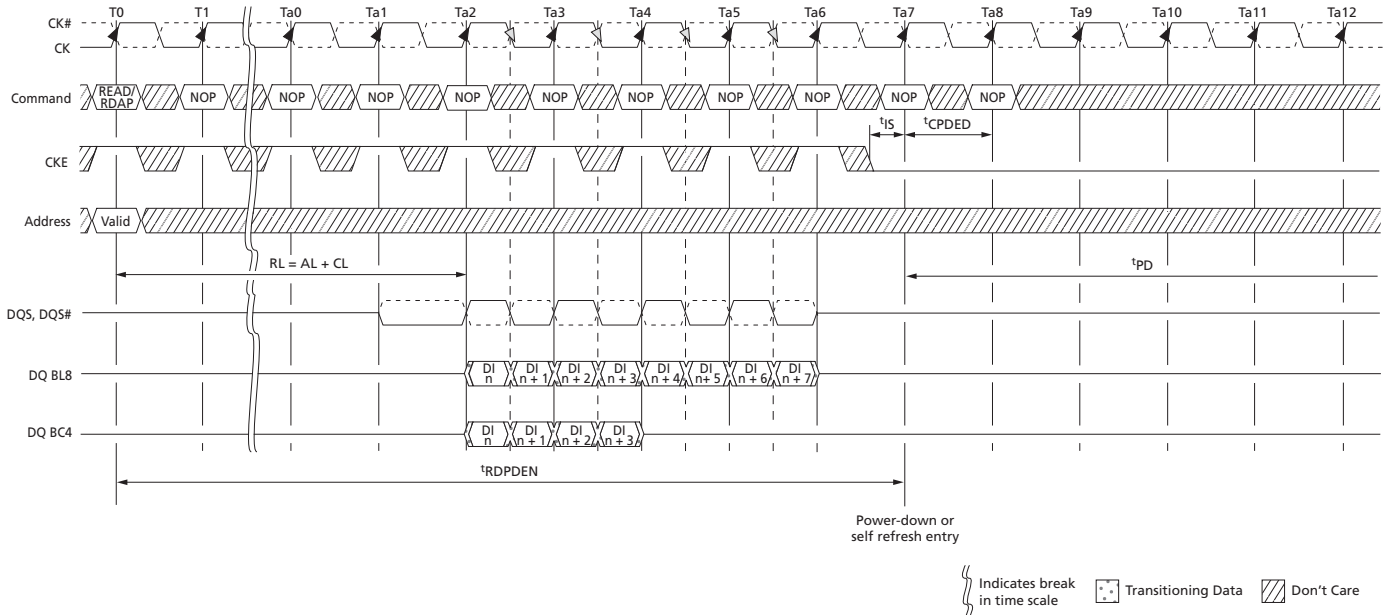 T0 T1 Ta0 Ta1 Ta2 Ta3 Ta4 Ta5 Ta6 Ta7 Ta8 Ta9 Ta10 Ta11 Ta12
CK#
CK
Command READ/ RDAP NOP NOP NOP NOP NOP NOP NOP NOP NOP NOP
tIS tCPDED
CKE
Address Valid
RL = AL + CL tPD
DQS, DQS#
DQ BL8 DI n DI n + 1 DI n + 2 DI n + 3 DI n + 4 DI n + 5 DI n + 6 DI n + 7
DQ BC4 DI n DI n + 1 DI n + 2 DI n + 3
tRDPDEN
Power-down or
self refresh entry
Indicates break
in time scale
Transitioning Data
Don't Care